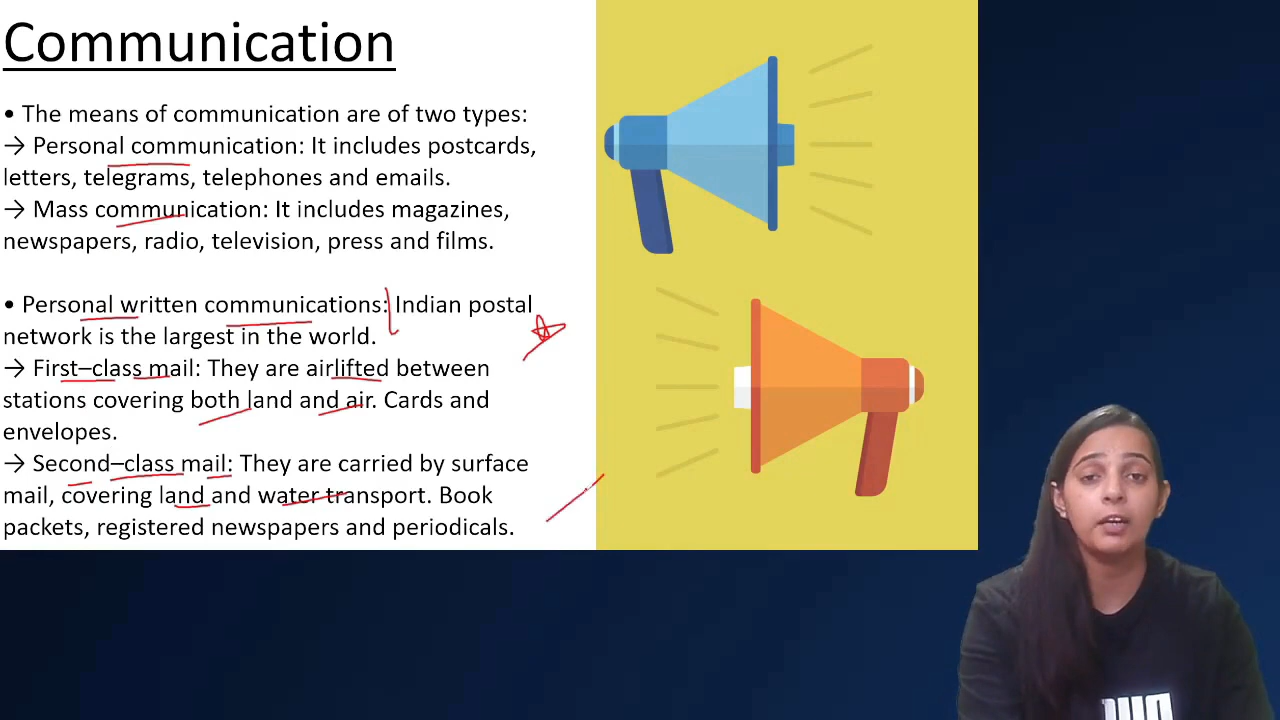 Communication
• The means of communication are of two types:
→ Personal communication: It includes postcards,
letters, telegrams, telephones and emails.
→ Mass communication: It includes magazines,
newspapers, radio, television, press and films.
• Personal written communications: Indian postal
network is the largest in the world.
→ First–class mail: They are airlifted between
stations covering both land and air. Cards and
envelopes.
→ Second–class mail: They are carried by surface
mail, covering land and water transport. Book
packets, registered newspapers and periodicals.